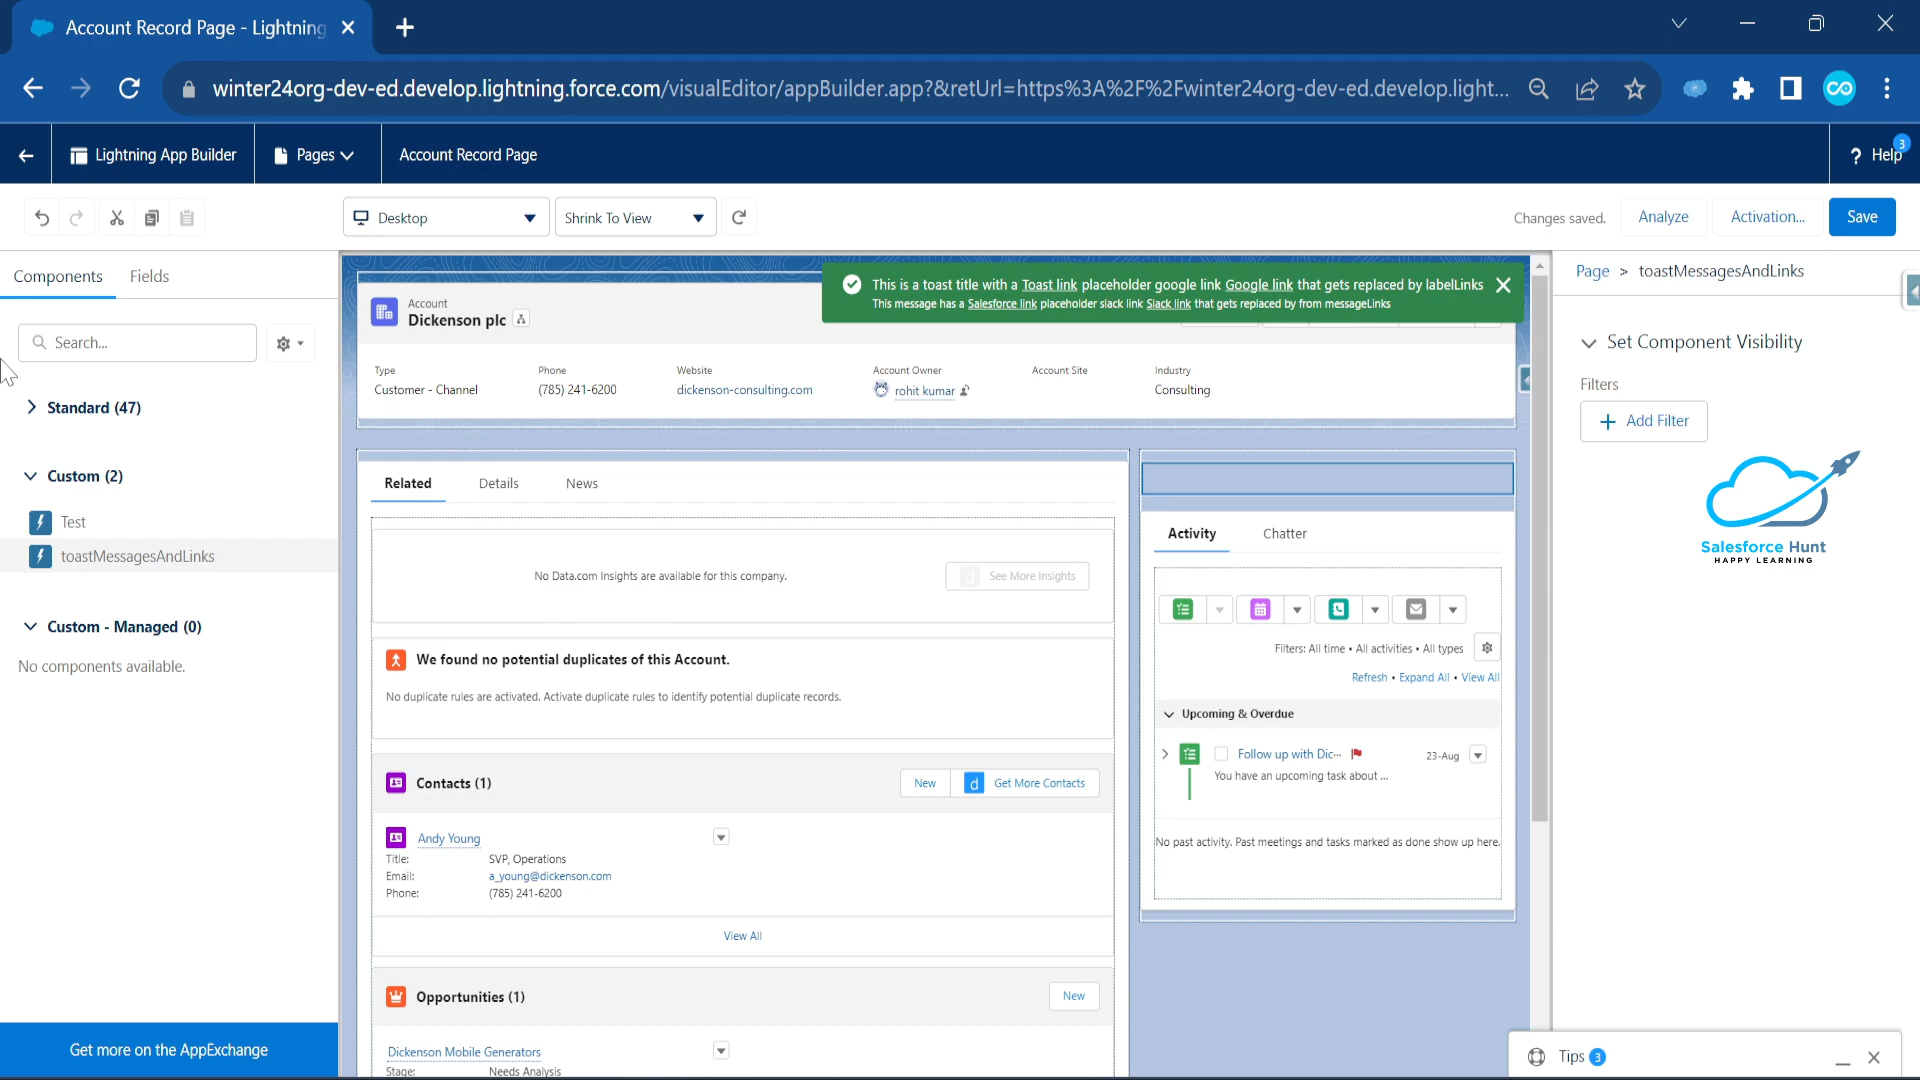 Account Record Page - Lightning
winter24org-dev-ed.develop.lightning.force.com/visualEditor/appBuilder.app?&retUrl=https%3A%2F%2Fwinter24org-dev-ed.develop.light...
Lightning App Builder
Pages
Account Record Page
? Help
3
Desktop
Shrink To View
Changes saved.
Analyze
Activation...
Save
Components
Fields
Search...
Standard (47)
Custom (2)
Test
toastMessagesAndLinks
Custom - Managed (0)
No components available.
Get more on the AppExchange
This is a toast title with a Toast link placeholder google link Google link that gets replaced by labelLinks
This message has a Salesforce link placeholder slack link Slack link that gets replaced by from messageLinks
Account
Dickenson plc
Type
Customer - Channel
Phone
(785) 241-6200
Website
dickenson-consulting.com
Account Owner
rohit kumar
Account Site
Industry
Consulting
Related
Details
News
No Data.com Insights are available for this company.
See More Insights
We found no potential duplicates of this Account.
No duplicate rules are activated. Activate duplicate rules to identify potential duplicate records.
Contacts (1)
New
d Get More Contacts
Andy Young
Title: SVP, Operations
Email: a_young@dickenson.com
Phone: (785) 241-6200
View All
Opportunities (1)
New
Dickenson Mobile Generators
Stage: Needs Analysis
Activity
Chatter
Filters: All time • All activities • All types
Refresh • Expand All • View All
Upcoming & Overdue
Follow up with Dic...
23-Aug
You have an upcoming task about ...
No past activity. Past meetings and tasks marked as done show up here.
Page > toastMessagesAndLinks
Set Component Visibility
Filters
Add Filter
Salesforce Hunt
HAPPY LEARNING
Tips 3